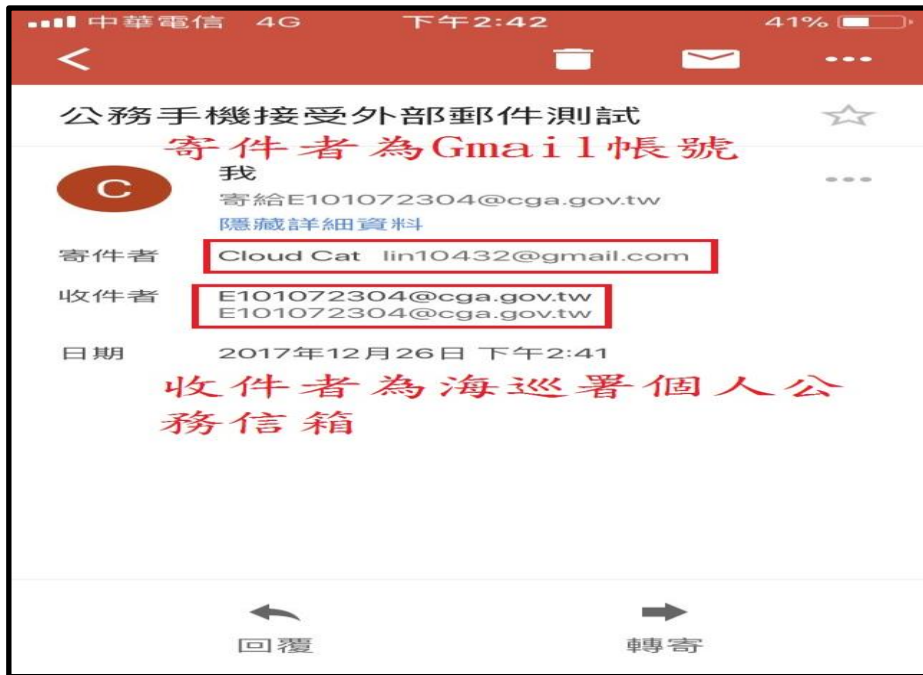 中華電信 4G 下午2:42 41%
公務手機接受外部郵件測試
寄件者為Gmail帳號
C
我
寄給E101072304@cga.gov.tw
隱藏詳細資料
寄件者 Cloud Cat lin10432@gmail.com
收件者 E101072304@cga.gov.tw
E101072304@cga.gov.tw
日期 2017年12月26日 下午2:41
收件者為海巡署個人公
務信箱
回覆 轉寄